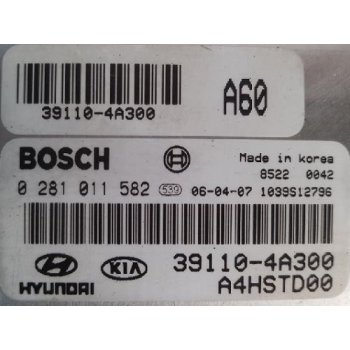 39110-4A300
A60
BOSCH
Made in korea
8522 0042
0 281 011 582 539 06-04-07 1039S12796
HYUNDAI
KIA
39110-4A300
A4HSTD00